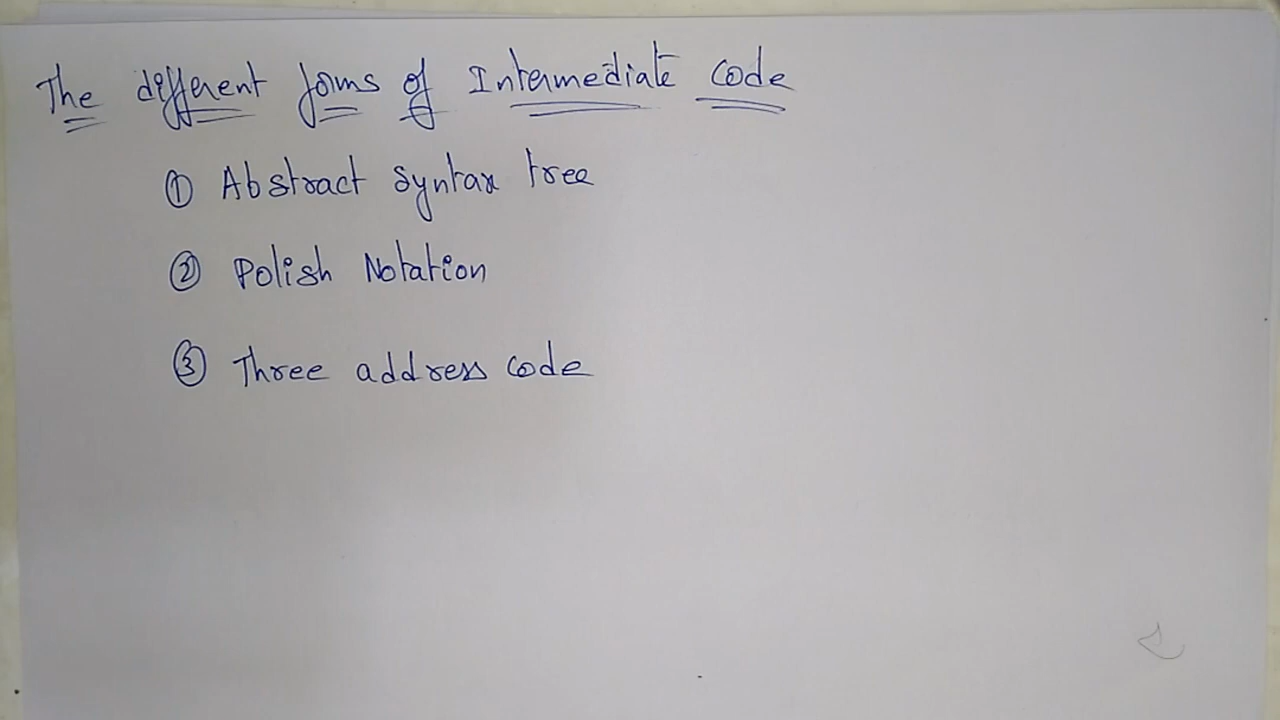 The different forms of Intermediate Code
① Abstract Syntax tree
② Polish Notation
③ Three address code